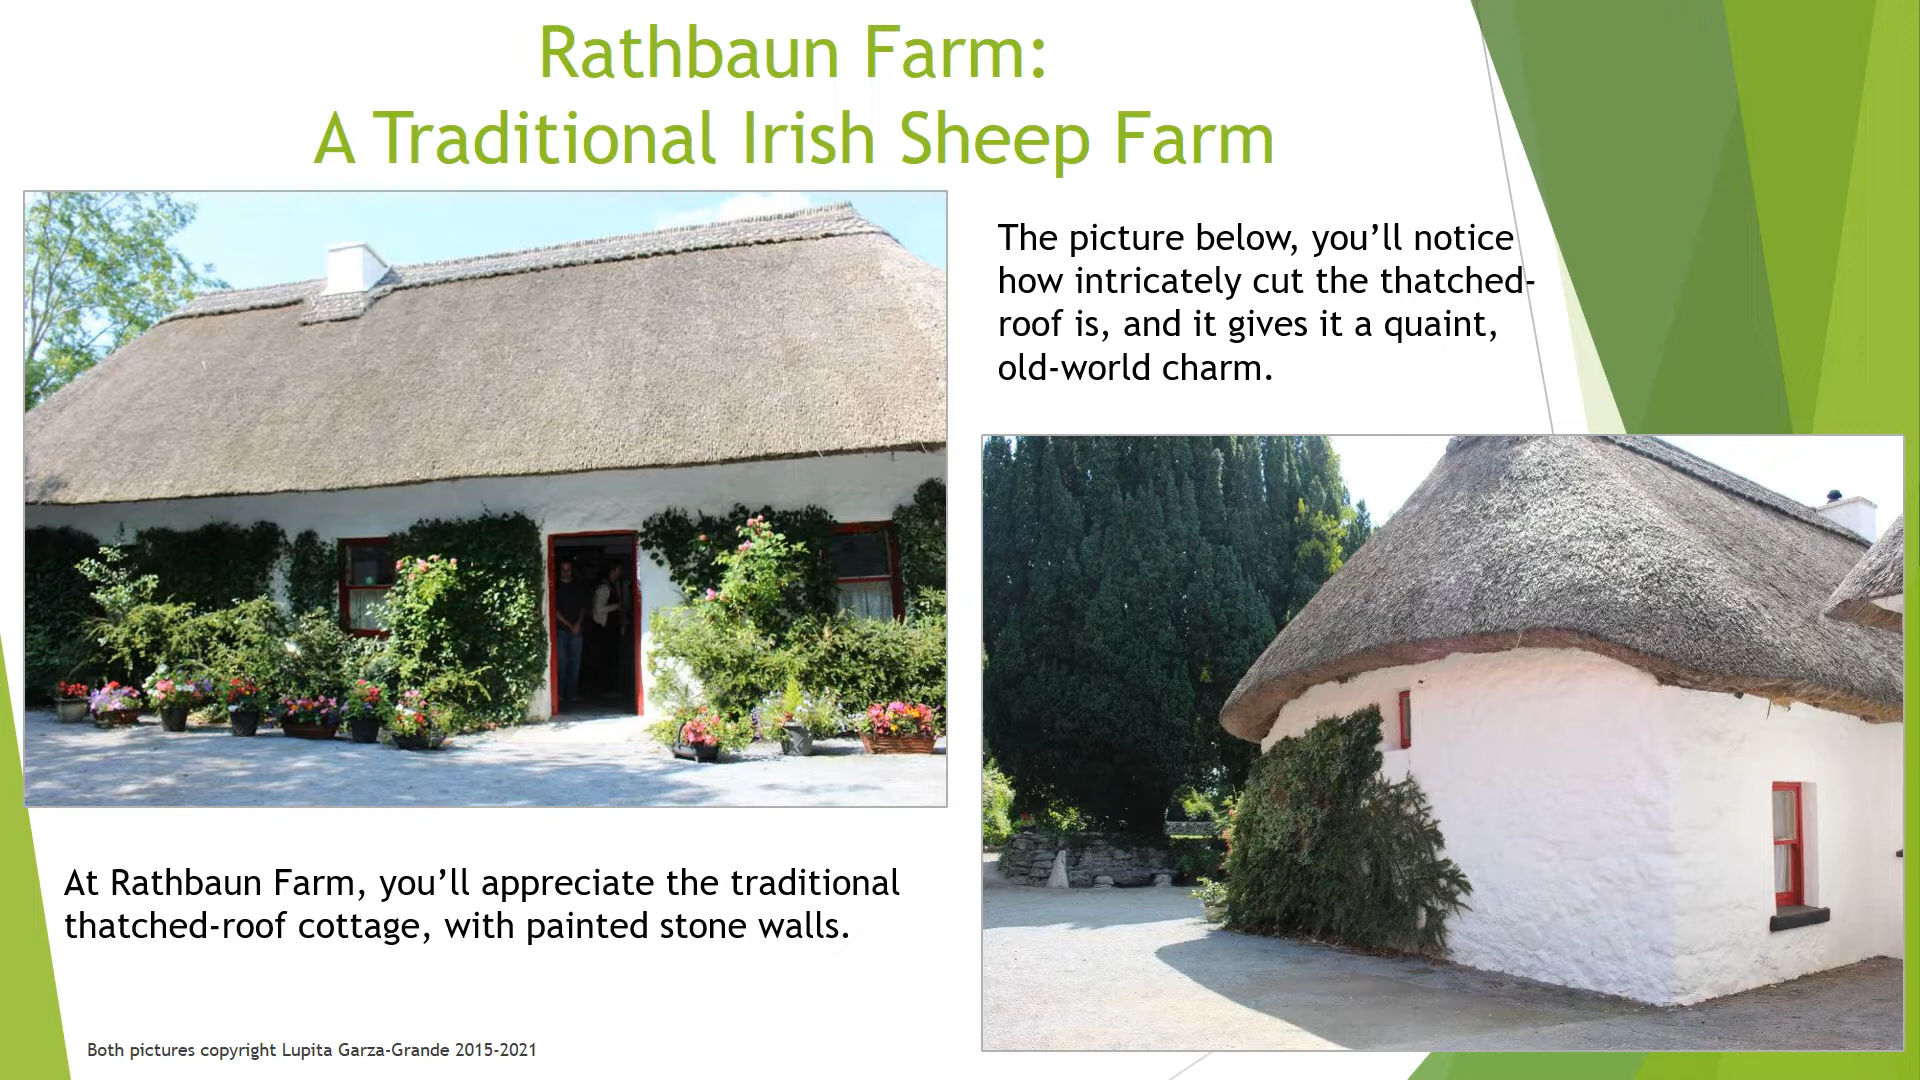 Rathbaun Farm:
A Traditional Irish Sheep Farm
The picture below, you’ll notice
how intricately cut the thatched-
roof is, and it gives it a quaint,
old-world charm.
At Rathbaun Farm, you’ll appreciate the traditional
thatched-roof cottage, with painted stone walls.
Both pictures copyright Lupita Garza-Grande 2015-2021